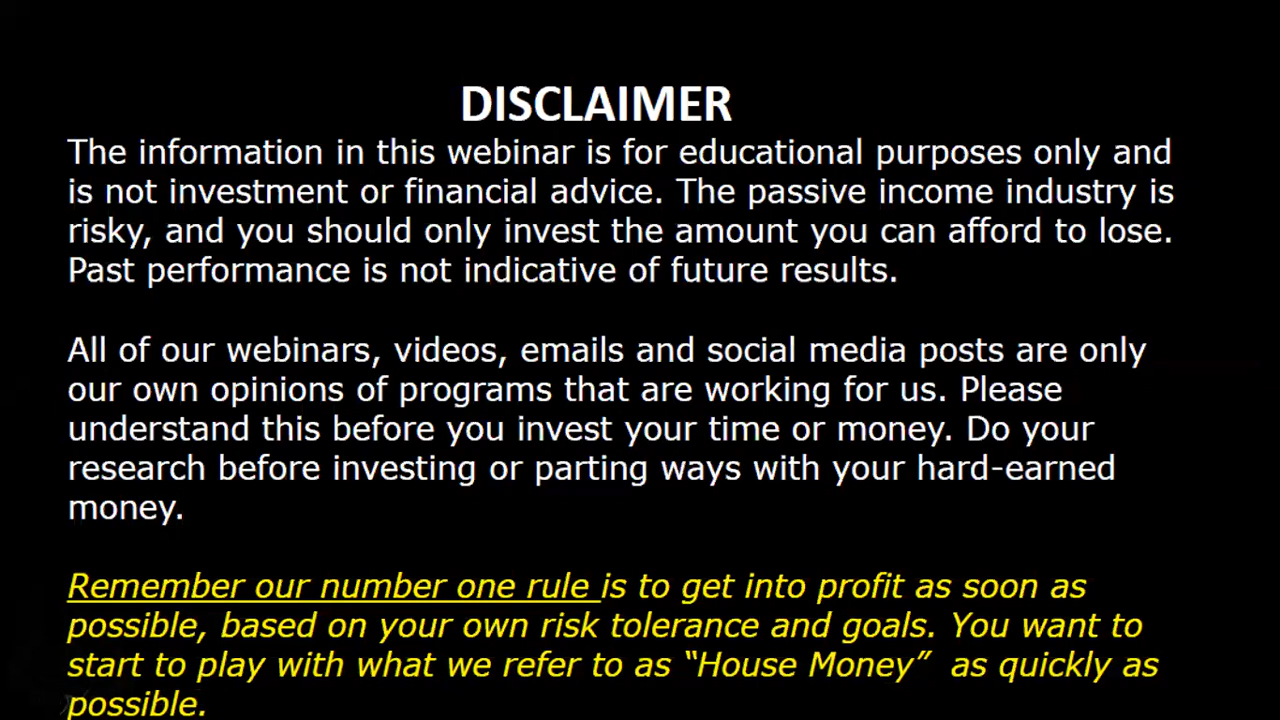 DISCLAIMER
The information in this webinar is for educational purposes only and
is not investment or financial advice. The passive income industry is
risky, and you should only invest the amount you can afford to lose.
Past performance is not indicative of future results.
All of our webinars, videos, emails and social media posts are only
our own opinions of programs that are working for us. Please
understand this before you invest your time or money. Do your
research before investing or parting ways with your hard-earned
money.
Remember our number one rule is to get into profit as soon as
possible, based on your own risk tolerance and goals. You want to
start to play with what we refer to as “House Money” as quickly as
possible.